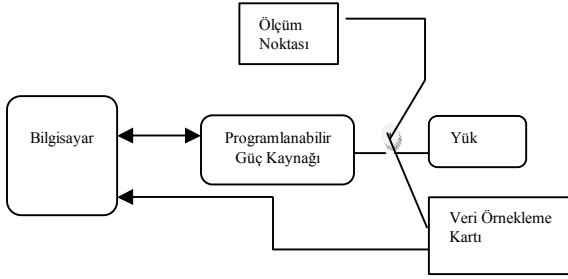 Ölçüm
Noktası
Bilgisayar
Programlanabilir
Güç Kaynağı
Yük
Veri Örnekleme
Kartı